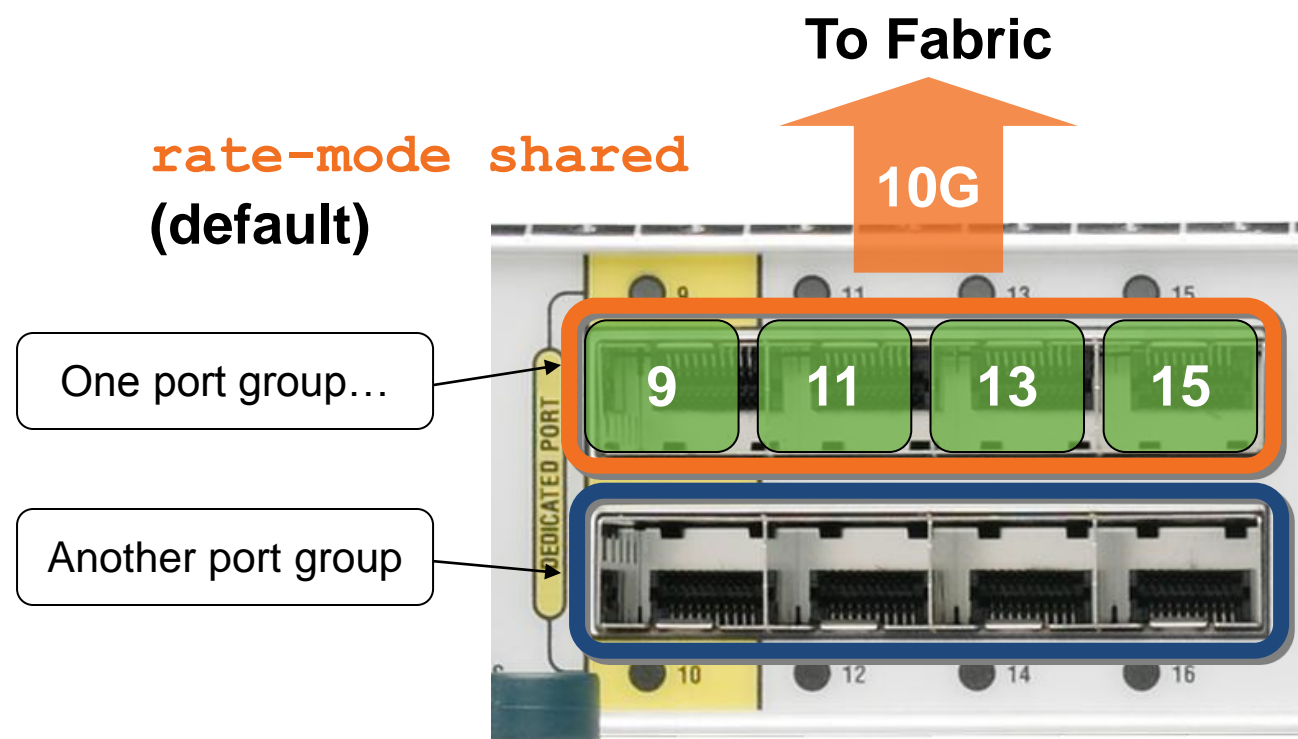 To Fabric
rate-mode shared
(default)
10G
9 11 13 15
One port group…
9 11 13 15
DEDICATED PORT
Another port group
10 12 14 16